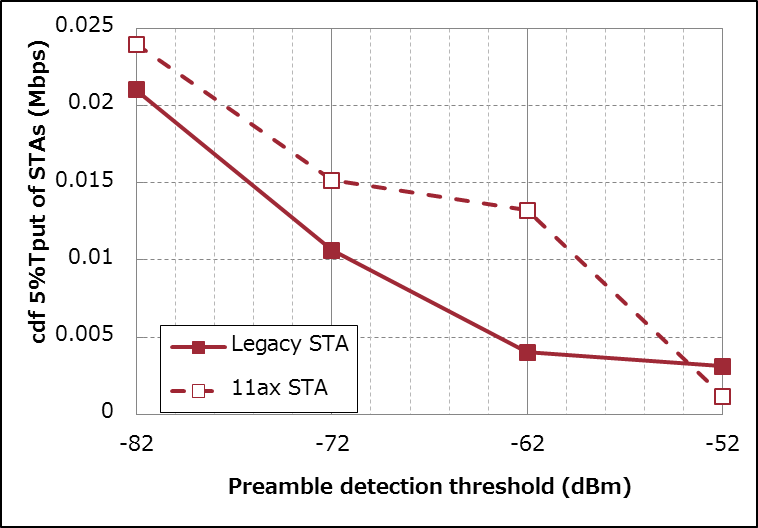 cdf 5%Tput of STAs (Mbps)
0.025
0.02
0.015
0.01
0.005
0
Legacy STA
11ax STA
-82
-72
-62
-52
Preamble detection threshold (dBm)